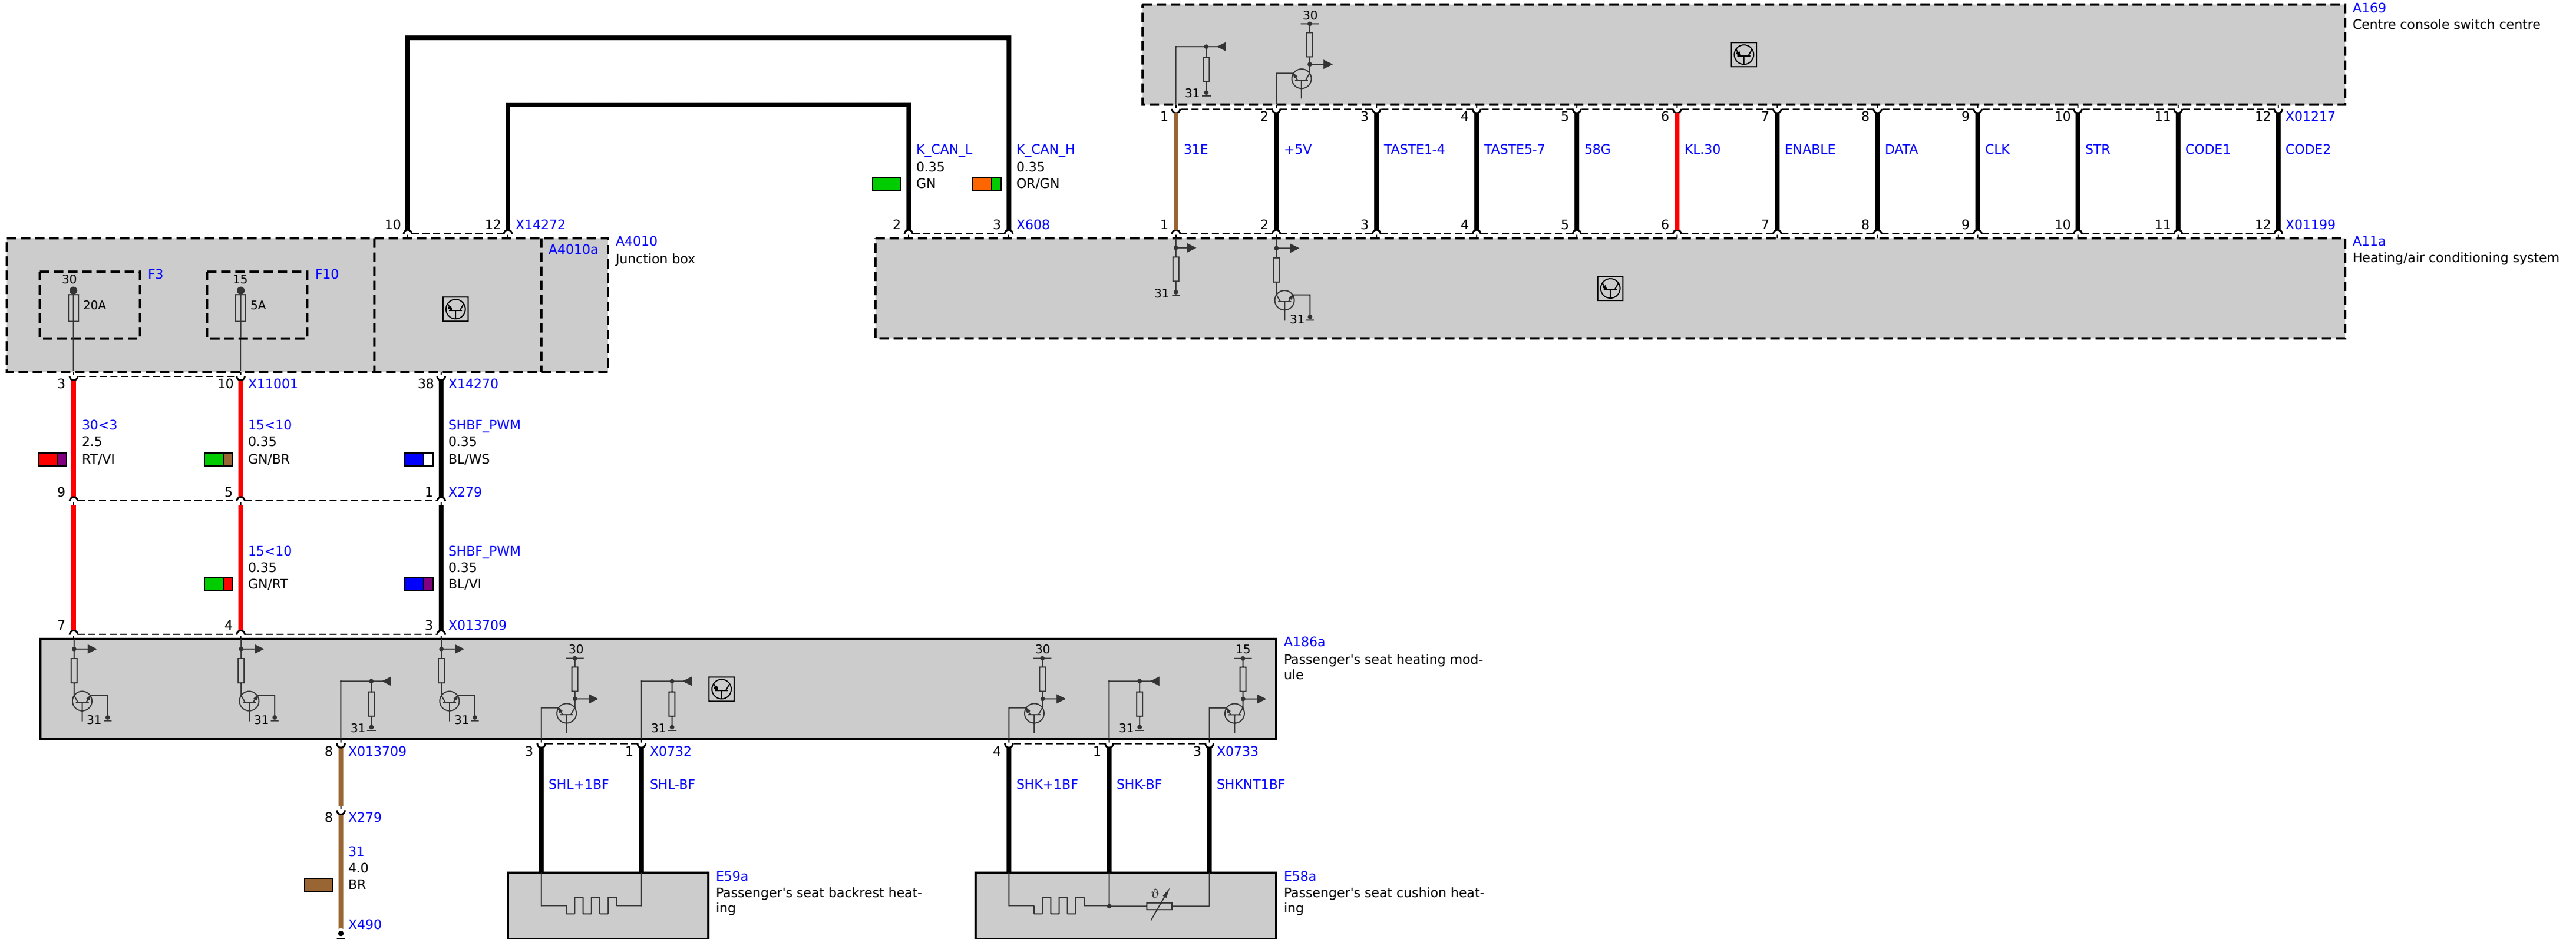 A169
Centre console switch centre
30
31
1
2
3
4
5
6
7
8
9
10
11
12
X01217
K_CAN_L
0.35
GN
K_CAN_H
0.35
OR/GN
31E
+5V
TASTE1-4
TASTE5-7
58G
KL.30
ENABLE
DATA
CLK
STR
CODE1
CODE2
10
12
X14272
2
3
X608
1
2
3
4
5
6
7
8
9
10
11
12
X01199
A4010a
A4010
Junction box
A11a
Heating/air conditioning system
F3
30
20A
F10
15
5A
31
31
3
10
X11001
38
X14270
30<3
2.5
RT/VI
15<10
0.35
GN/BR
SHBF_PWM
0.35
BL/WS
9
5
1
X279
15<10
0.35
GN/RT
SHBF_PWM
0.35
BL/VI
7
4
3
X013709
A186a
Passenger's seat heating mod-
ule
30
30
15
31
31
31
31
31
31
8
X013709
3
1
X0732
4
1
3
X0733
SHL+1BF
SHL-BF
SHK+1BF
SHK-BF
SHKNT1BF
8
X279
31
4.0
BR
X490
E59a
Passenger's seat backrest heat-
ing
E58a
Passenger's seat cushion heat-
ing
ϑ